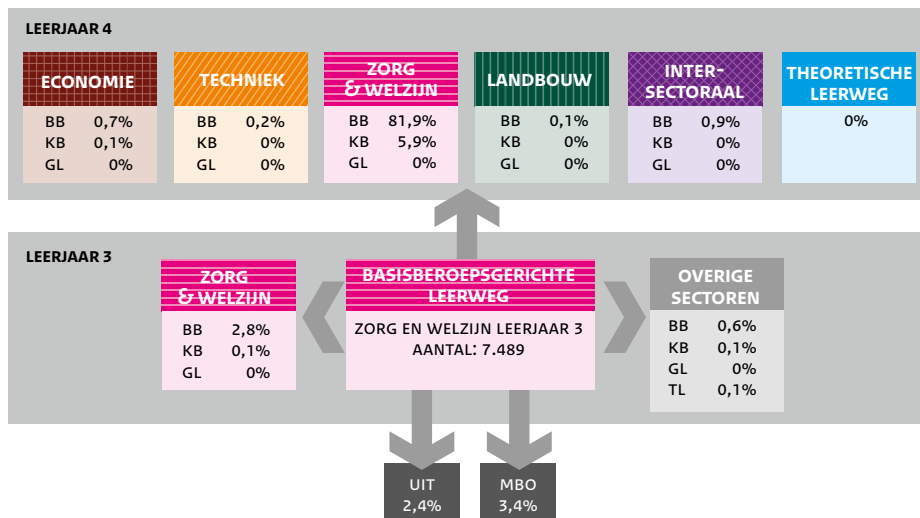 LEERJAAR 4
ECONOMIE
BB 0,7%
KB 0,1%
GL 0%
TECHNIEK
BB 0,2%
KB 0%
GL 0%
ZORG
& WELZIJN
BB 81,9%
KB 5,9%
GL 0%
LANDBOUW
BB 0,1%
KB 0%
GL 0%
INTER-
SECTORAAL
BB 0,9%
KB 0%
GL 0%
THEORETISCHE
LEERWEG
0%
LEERJAAR 3
ZORG
& WELZIJN
BB 2,8%
KB 0,1%
GL 0%
BASISBEROEPSGERICHTE
LEERWEG
ZORG EN WELZIJN LEERJAAR 3
AANTAL: 7.489
OVERIGE
SECTOREN
BB 0,6%
KB 0,1%
GL 0%
TL 0,1%
UIT
2,4%
MBO
3,4%